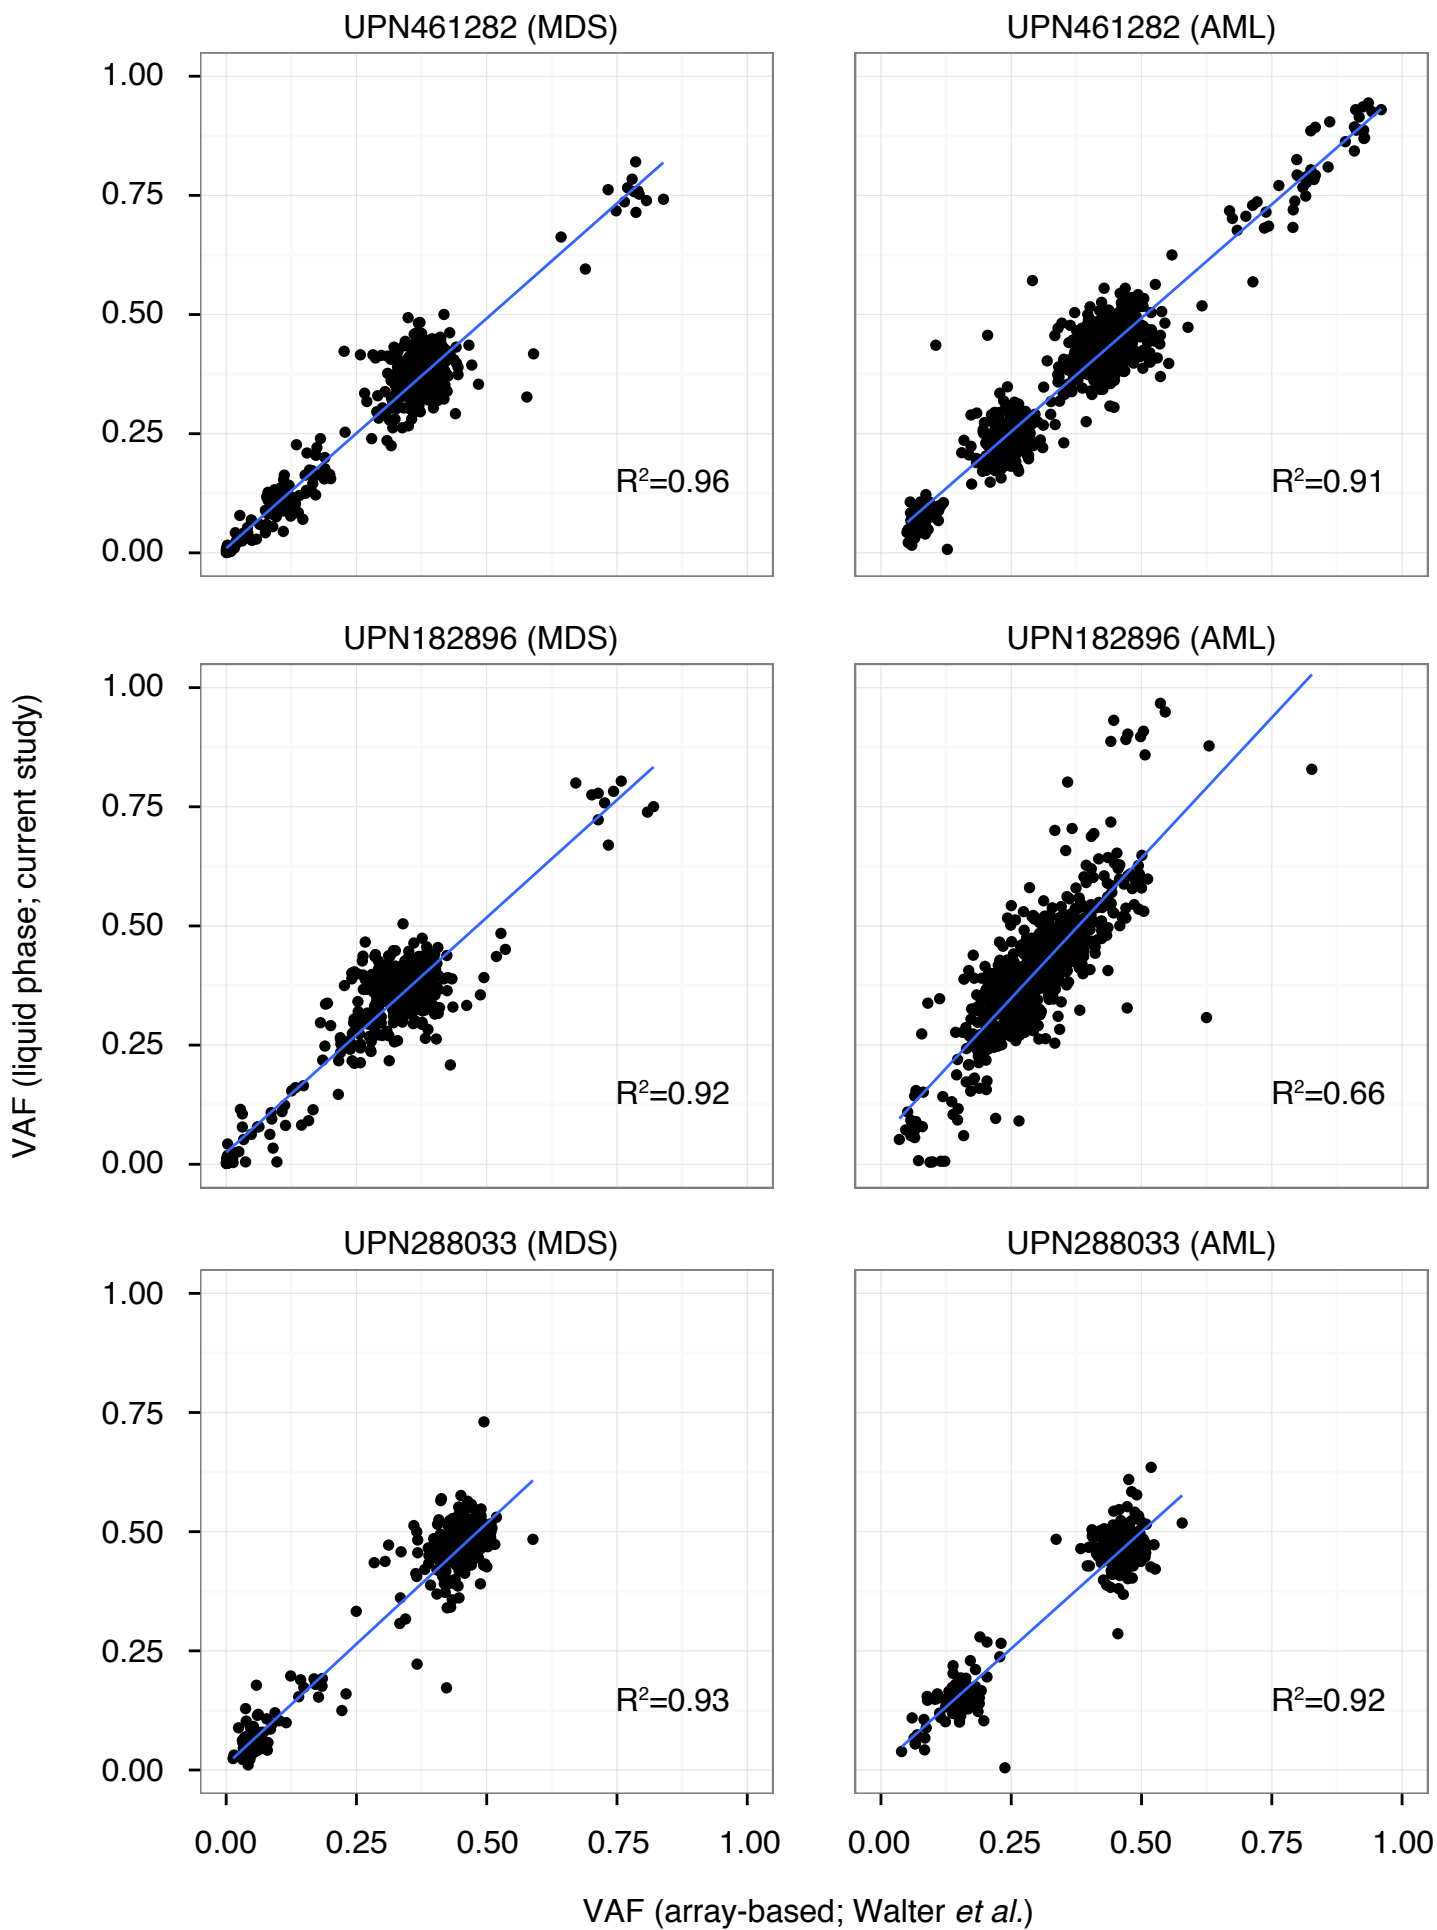 UPN461282 (MDS)
UPN461282 (AML)
1.00
0.75
0.50
0.25
0.00
R²=0.96
R²=0.91
UPN182896 (MDS)
UPN182896 (AML)
1.00
0.75
0.50
0.25
0.00
R²=0.92
R²=0.66
VAF (liquid phase; current study)
UPN288033 (MDS)
UPN288033 (AML)
1.00
0.75
0.50
0.25
0.00
R²=0.93
R²=0.92
0.00 0.25 0.50 0.75 1.00
0.00 0.25 0.50 0.75 1.00
VAF (array-based; Walter et al.)